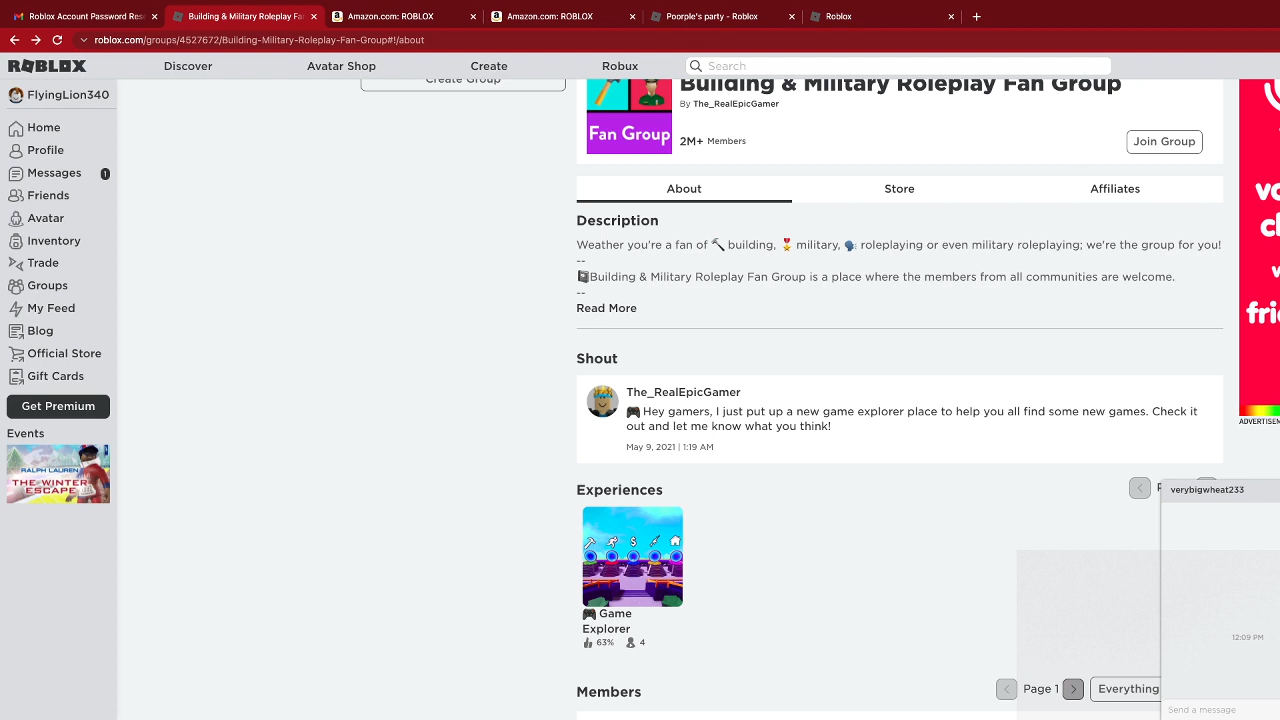 Roblox Account Password Res
Building & Military Roleplay Fan
Amazon.com: ROBLOX
Amazon.com: ROBLOX
Poorple's party - Roblox
Roblox
roblox.com/groups/4527672/Building-Military-Roleplay-Fan-Group#!/about
ROBLOX
Discover
Avatar Shop
Create
Robux
Search
FlyingLion340
Home
Profile
Messages 1
Friends
Avatar
Inventory
Trade
Groups
My Feed
Blog
Official Store
Gift Cards
Get Premium
Events
RALPH LAUREN
THE WINTER
ESCAPE
Create Group
Fan Group
Building & Military Roleplay Fan Group
By The_RealEpicGamer
2M+ Members
Join Group
About
Store
Affiliates
Description
Weather you're a fan of 🔨 building, 🎖️ military, 🗣️ roleplaying or even military roleplaying; we're the group for you!
--
📓Building & Military Roleplay Fan Group is a place where the members from all communities are welcome.
--
Read More
Shout
The_RealEpicGamer
🎮Hey gamers, I just put up a new game explorer place to help you all find some new games. Check it
out and let me know what you think!
May 9, 2021 | 1:19 AM
Experiences
🎮 Game
Explorer
63% 4
Members
Page 1
Everything
verybigwheat233
12:09 PM
Send a message
ADVERTISEM